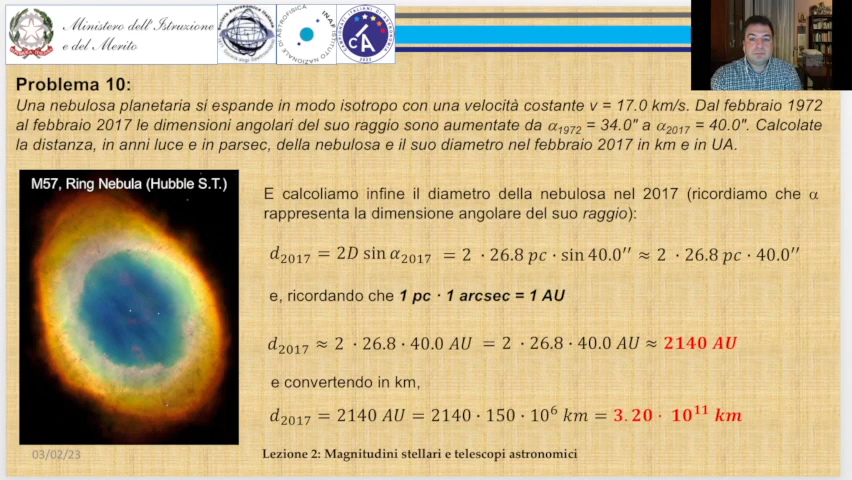 Ministero dell'Istruzione
e del Merito
INAF
Problema 10:
Una nebulosa planetaria si espande in modo isotropo con una velocità costante v = 17.0 km/s. Dal febbraio 1972
al febbraio 2017 le dimensioni angolari del suo raggio sono aumentate da α1972 = 34.0" a α2017 = 40.0". Calcolate
la distanza, in anni luce e in parsec, della nebulosa e il suo diametro nel febbraio 2017 in km e in UA.
M57, Ring Nebula (Hubble S.T.)
E calcoliamo infine il diametro della nebulosa nel 2017 (ricordiamo che α
rappresenta la dimensione angolare del suo raggio):
d2017 = 2D sin α2017 = 2 · 26.8 pc · sin 40.0′′ ≈ 2 · 26.8 pc · 40.0′′
e, ricordando che 1 pc · 1 arcsec = 1 AU
d2017 ≈ 2 · 26.8 · 40.0 AU = 2 · 26.8 · 40.0 AU ≈ 2140 AU
e convertendo in km,
d2017 = 2140 AU = 2140 · 150 · 10⁶ km = 3.20 · 10¹¹ km
03/02/23
Lezione 2: Magnitudini stellari e telescopi astronomici